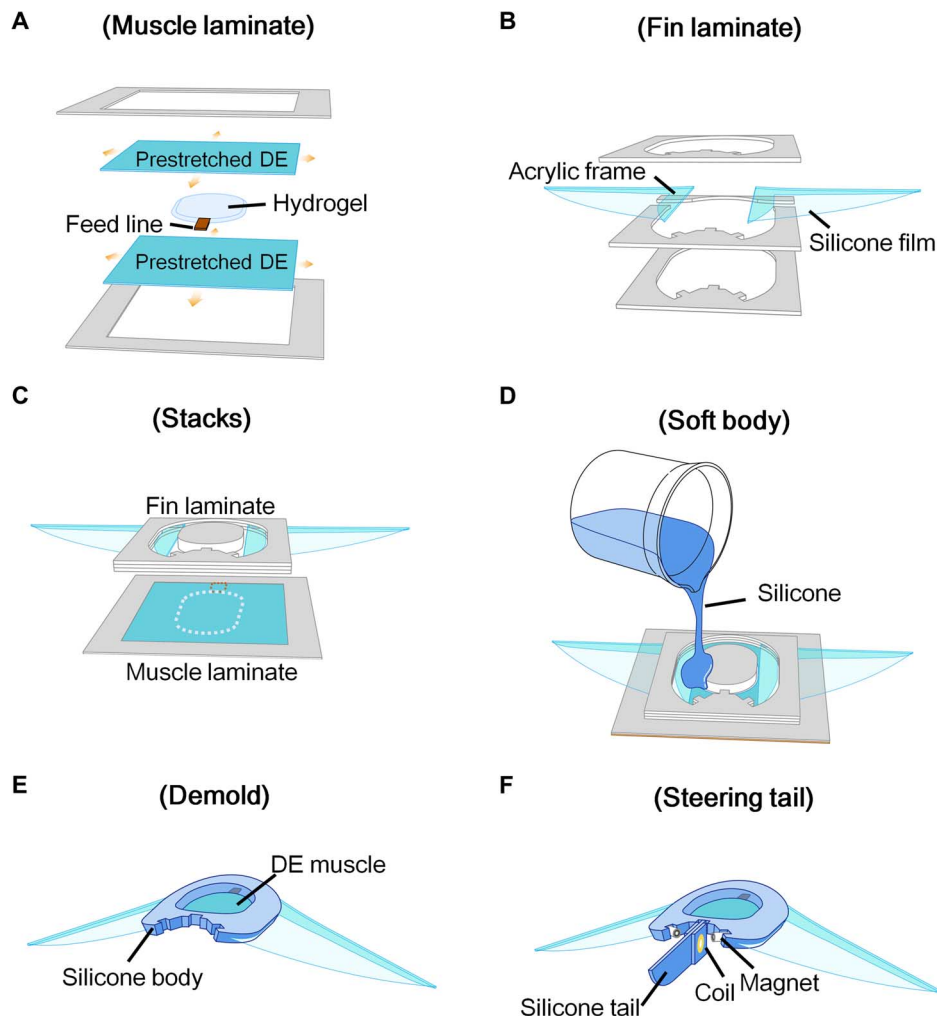 A
(Muscle laminate)
Prestretched DE
Hydrogel
Feed line
Prestretched DE
B
(Fin laminate)
Acrylic frame
Silicone film
C
(Stacks)
Fin laminate
Muscle laminate
D
(Soft body)
Silicone
E
(Demold)
DE muscle
Silicone body
F
(Steering tail)
Magnet
Coil
Silicone tail